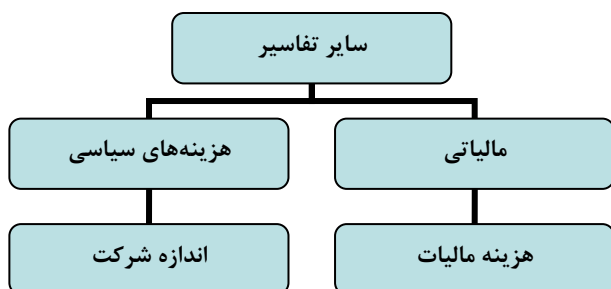 سایر تفاسیر
مالیاتی
هزینه‌های سیاسی
هزینه مالیات
اندازه شرکت